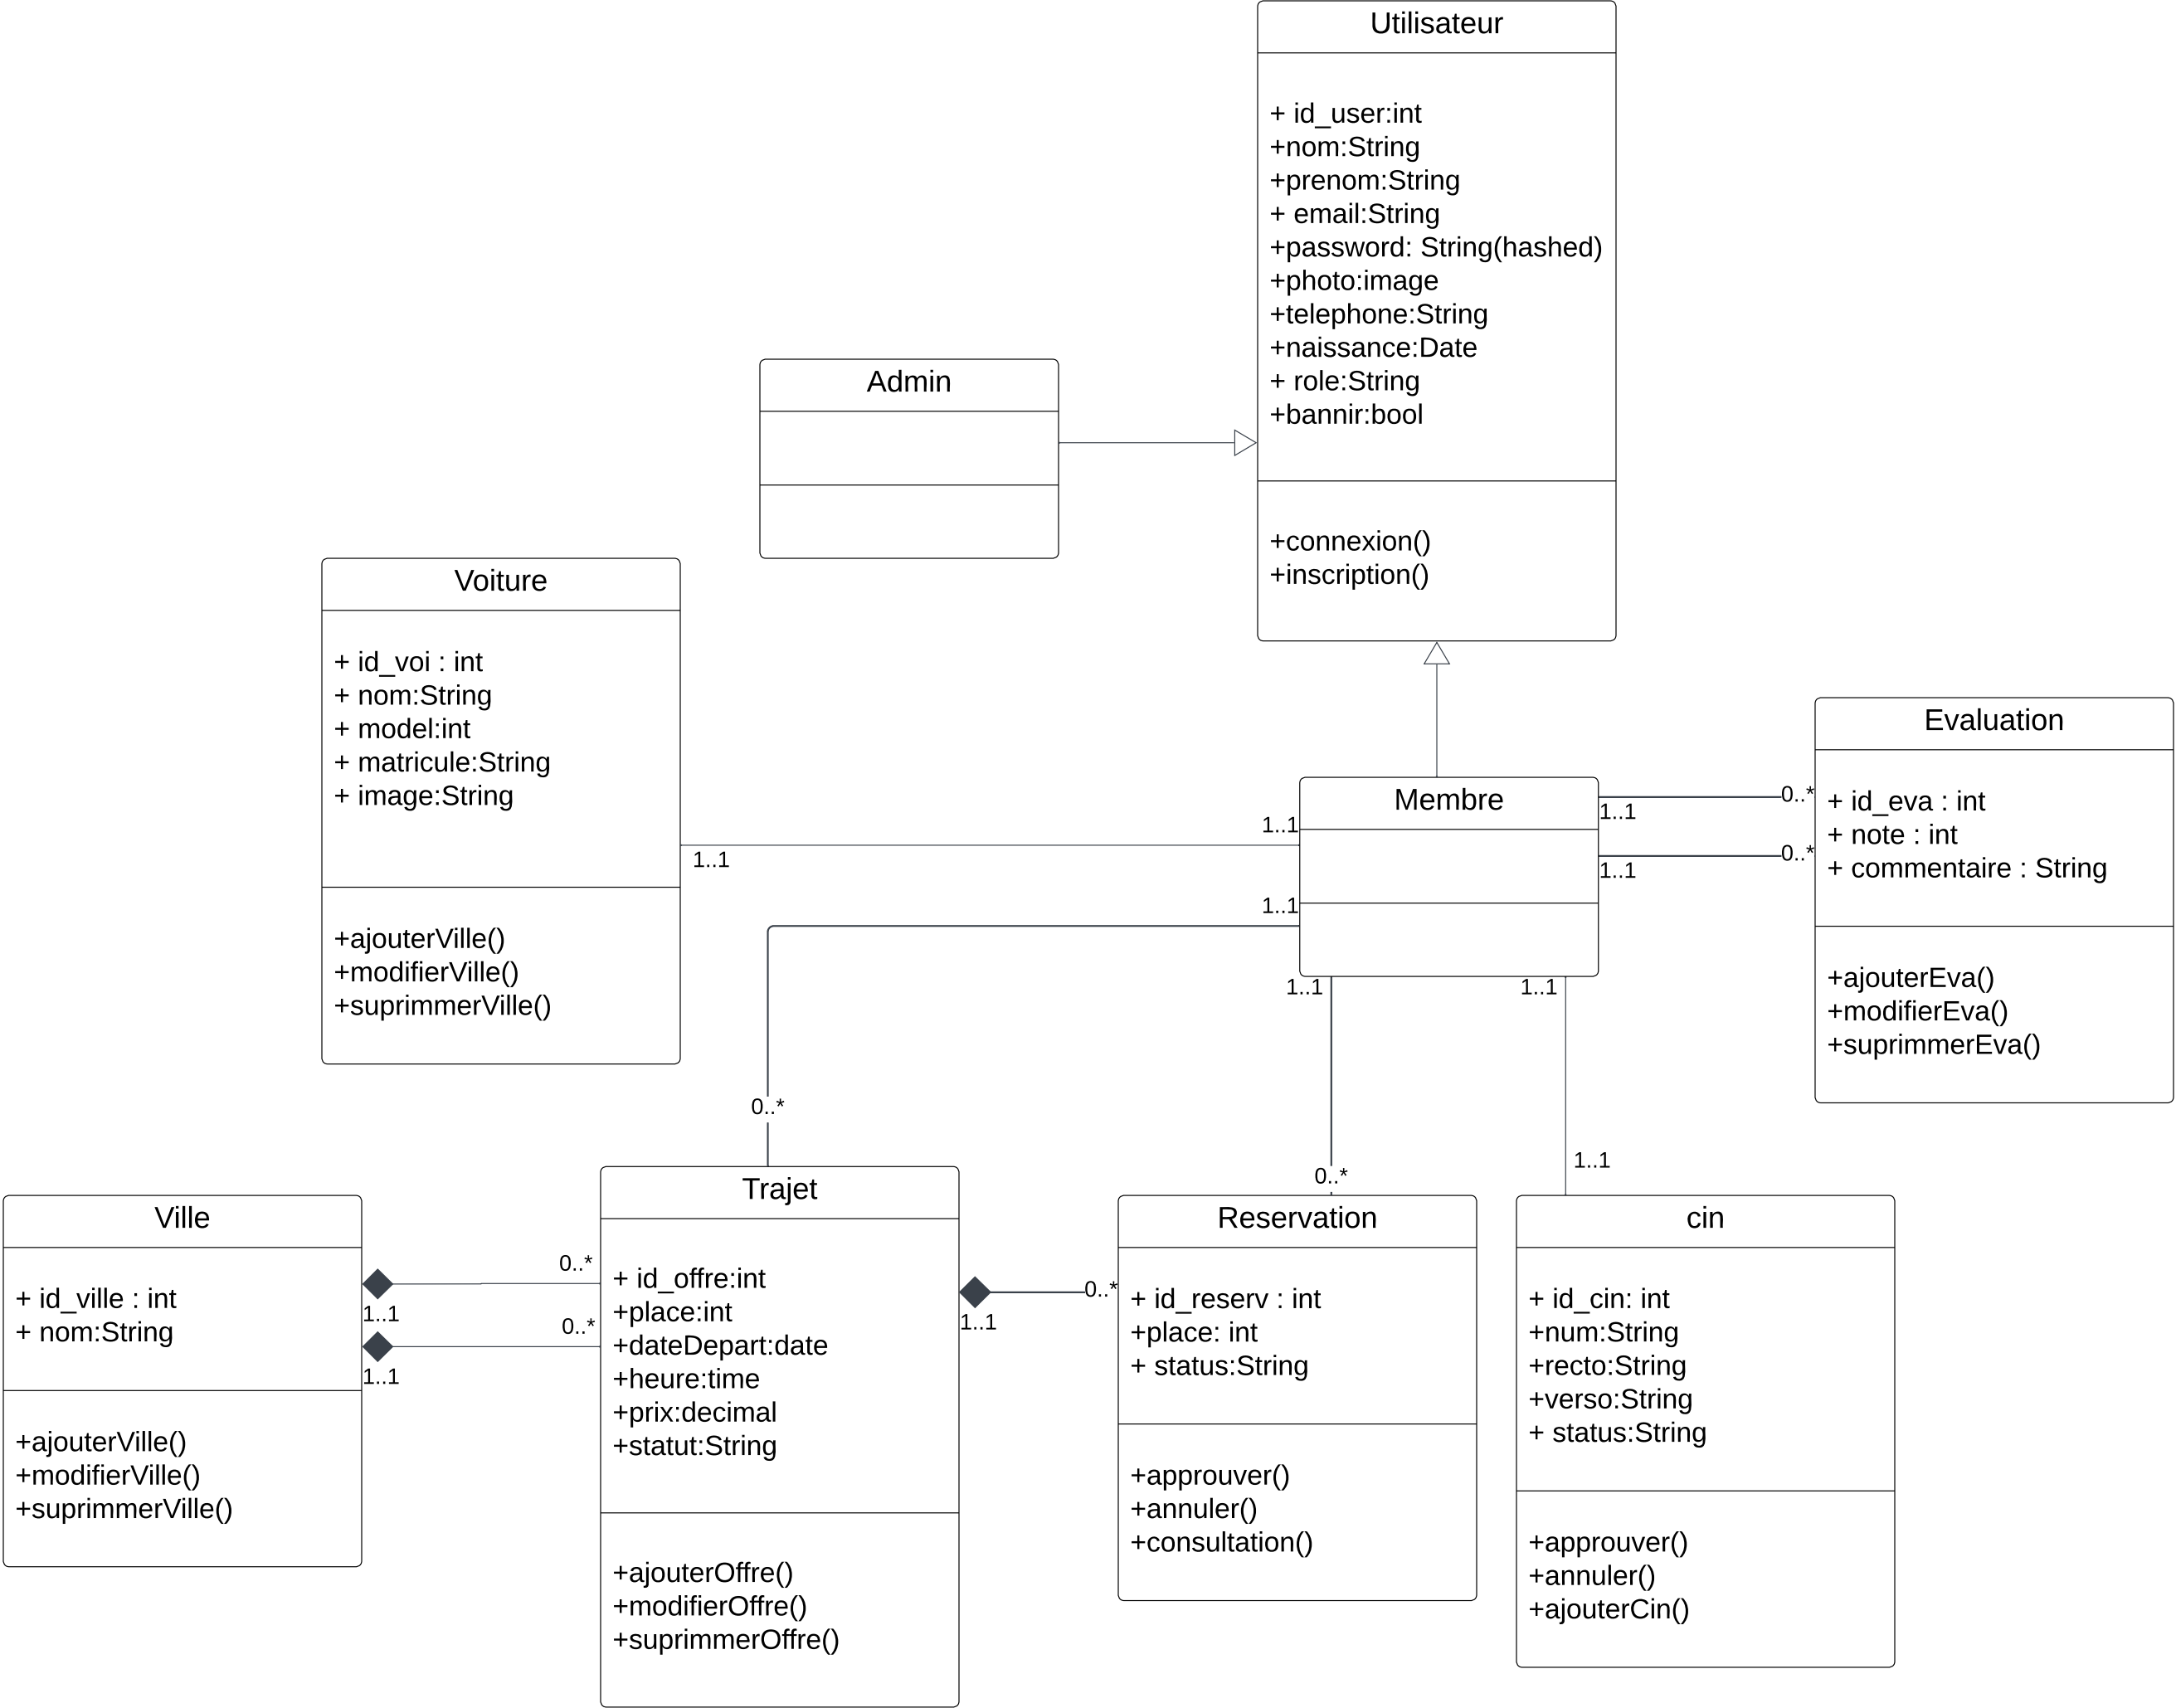 Utilisateur
+ id_user:int
+nom:String
+prenom:String
+ email:String
+password: String(hashed)
+photo:image
+telephone:String
+naissance:Date
+ role:String
+bannir:bool
+connexion()
+inscription()
Admin
Voiture
+ id_voi : int
+ nom:String
+ model:int
+ matricule:String
+ image:String
+ajouterVille()
+modifierVille()
+suprimmerVille()
1..1
1..1
Membre
1..1
0..*
1..1
0..*
1..1
0..*
1..1
0..*
1..1
1..1
Evaluation
+ id_eva : int
+ note : int
+ commentaire : String
+ajouterEva()
+modifierEva()
+suprimmerEva()
Ville
+ id_ville : int
+ nom:String
+ajouterVille()
+modifierVille()
+suprimmerVille()
1..1
0..*
1..1
0..*
Trajet
+ id_offre:int
+place:int
+dateDepart:date
+heure:time
+prix:decimal
+statut:String
+ajouterOffre()
+modifierOffre()
+suprimmerOffre()
1..1
0..*
Reservation
+ id_reserv : int
+place: int
+ status:String
+approuver()
+annuler()
+consultation()
cin
+ id_cin: int
+num:String
+recto:String
+verso:String
+ status:String
+approuver()
+annuler()
+ajouterCin()